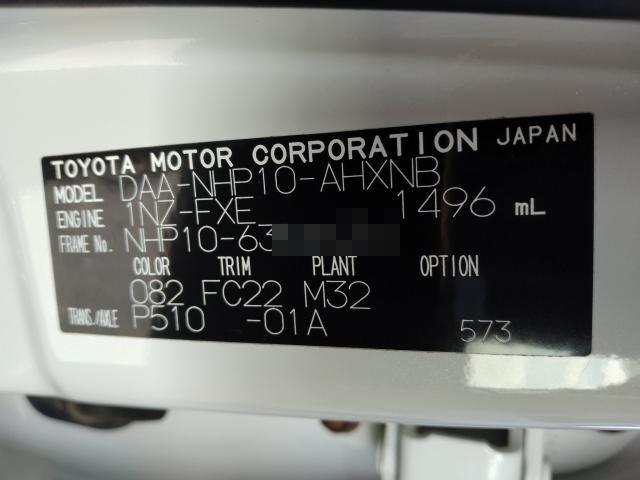 TOYOTA MOTOR CORPORATION JAPAN
MODEL DAA-NHP10-AHXNB
ENGINE 1NZ-FXE 1496 mL
FRAME No. NHP10-63
COLOR TRIM PLANT OPTION
082 FC22 M32
TRANS./AXLE P510 -01A 573